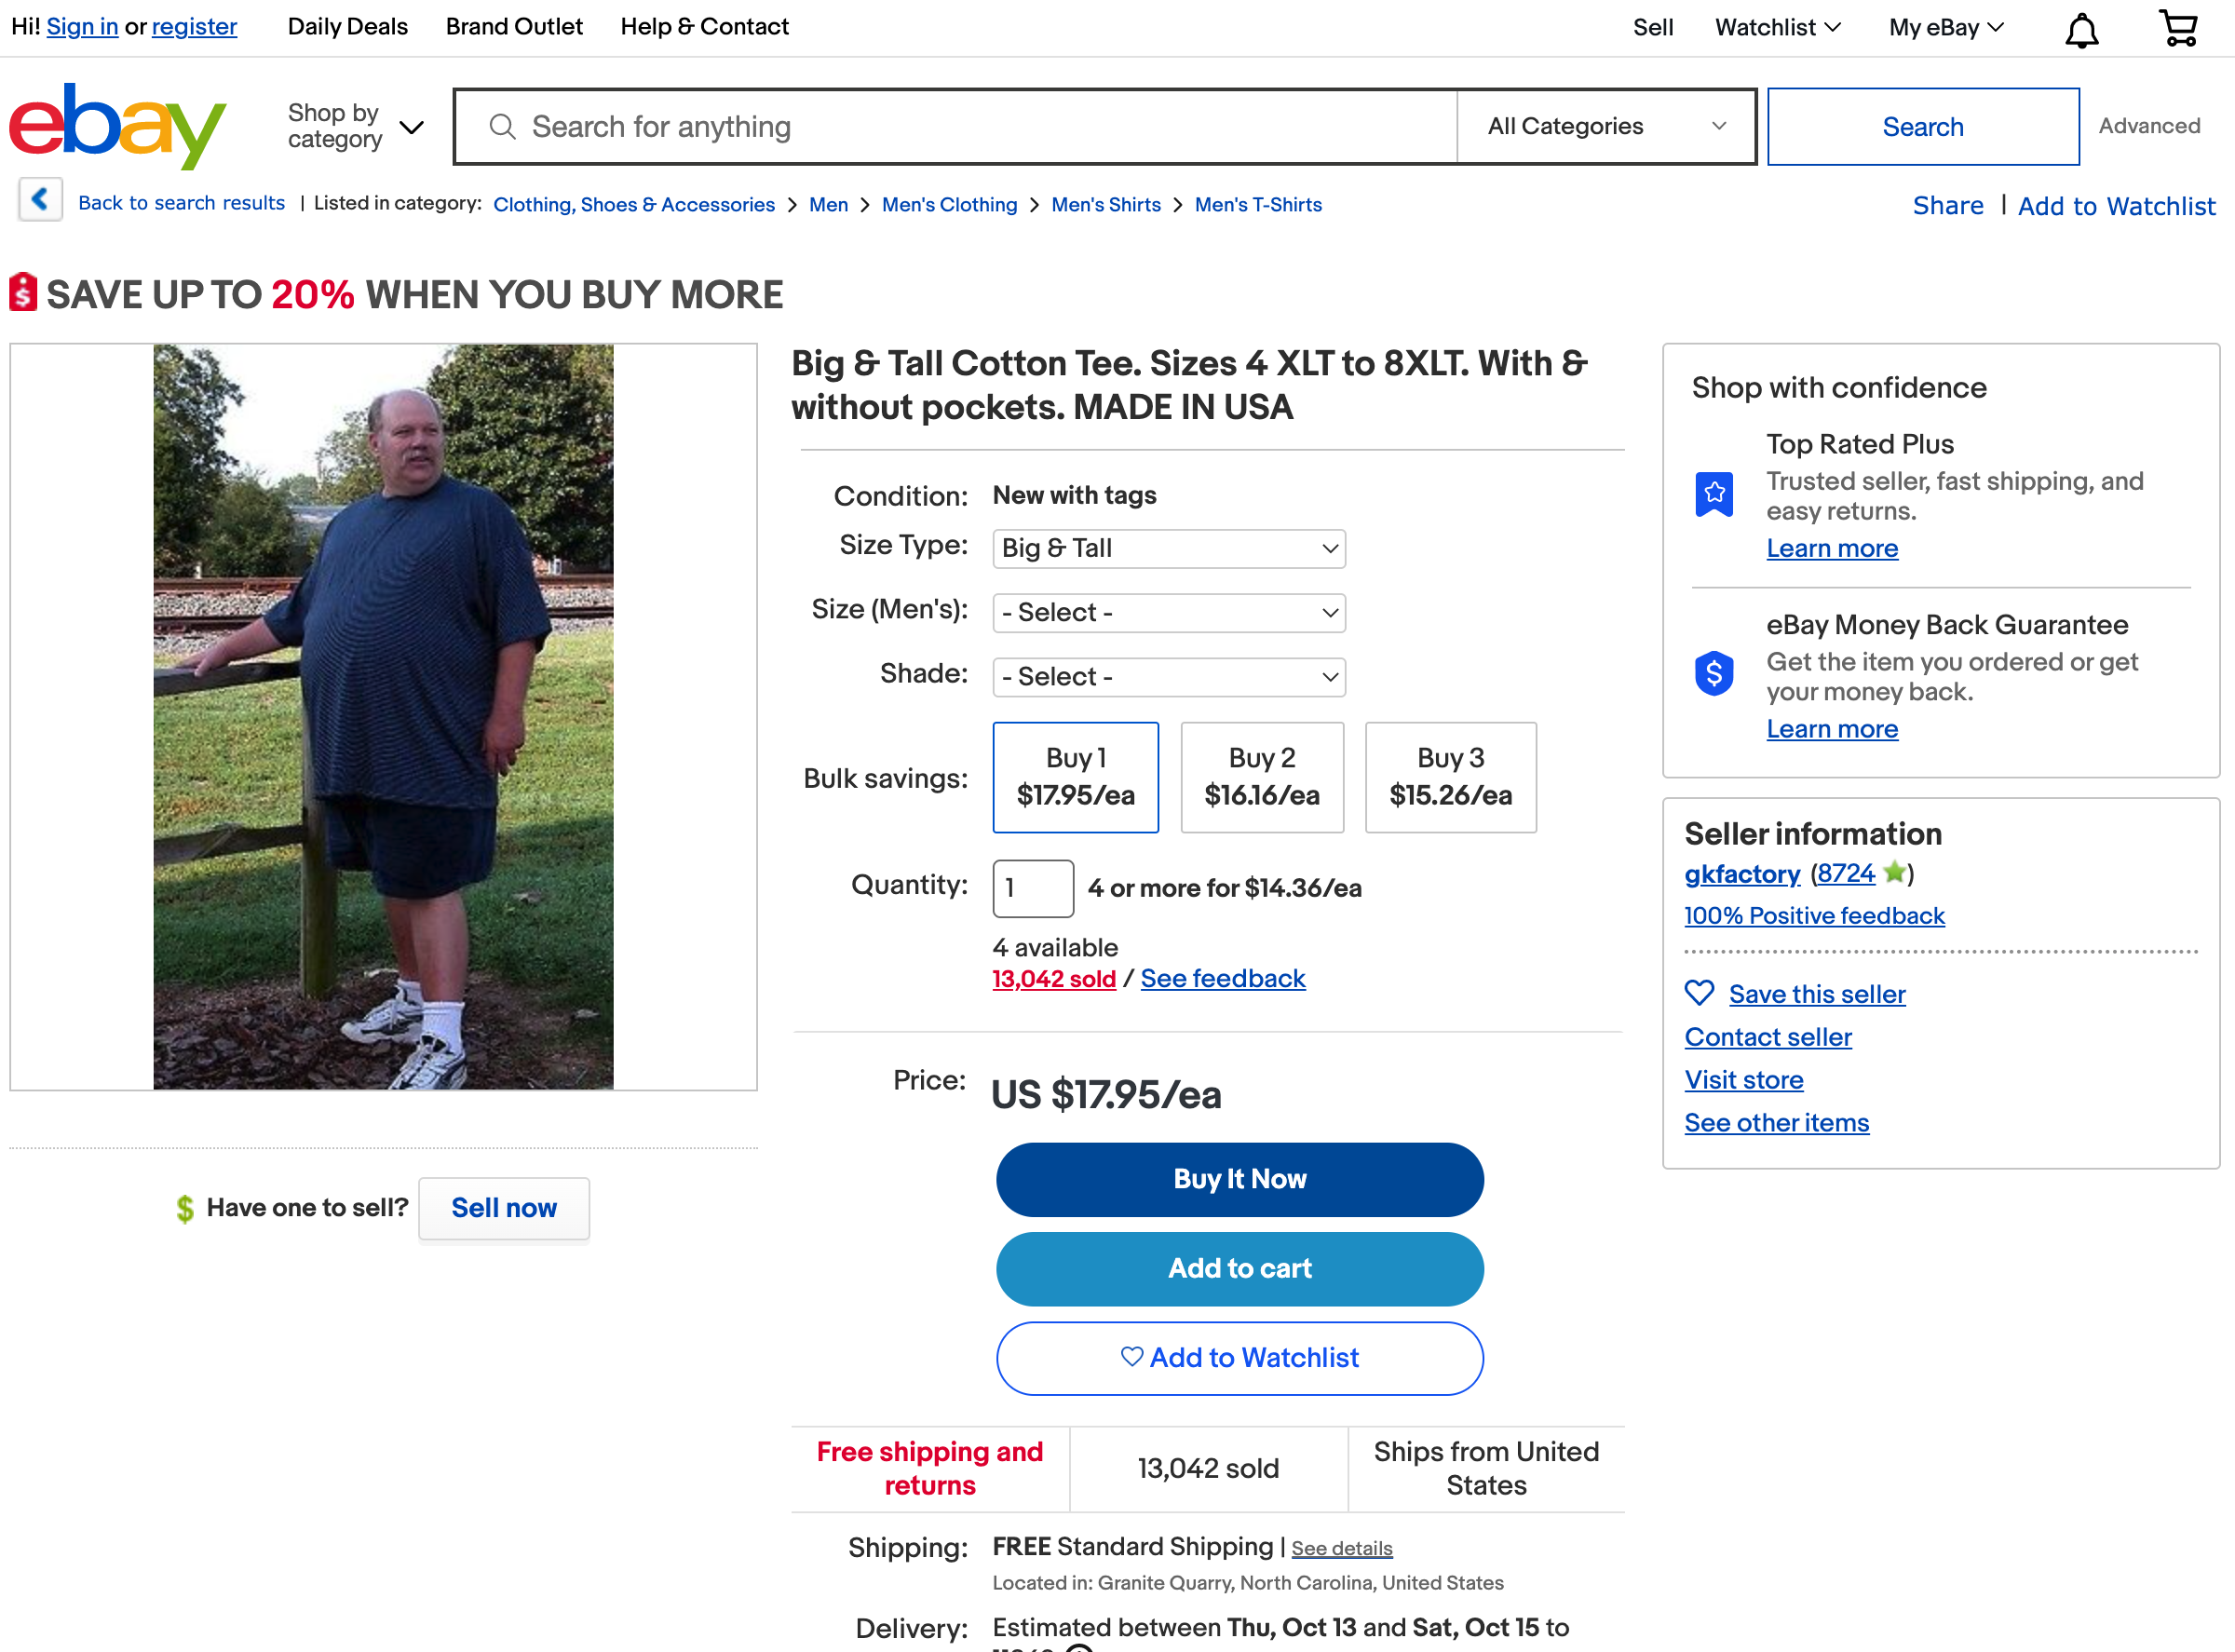 Hi! Sign in or register Daily Deals Brand Outlet Help & Contact Sell Watchlist My eBay
ebay
Shop by
category
Search for anything
All Categories
Search
Advanced
Back to search results | Listed in category: Clothing, Shoes & Accessories > Men > Men's Clothing > Men's Shirts > Men's T-Shirts
Share | Add to Watchlist
$ SAVE UP TO 20% WHEN YOU BUY MORE
Big & Tall Cotton Tee. Sizes 4 XLT to 8XLT. With &
without pockets. MADE IN USA
Condition: New with tags
Size Type: Big & Tall
Size (Men's): - Select -
Shade: - Select -
Bulk savings:
Buy 1
$17.95/ea
Buy 2
$16.16/ea
Buy 3
$15.26/ea
Quantity: 1 4 or more for $14.36/ea
4 available
13,042 sold / See feedback
Price: US $17.95/ea
Buy It Now
Add to cart
Add to Watchlist
Free shipping and
returns
13,042 sold
Ships from United
States
Shipping: FREE Standard Shipping | See details
Located in: Granite Quarry, North Carolina, United States
Delivery: Estimated between Thu, Oct 13 and Sat, Oct 15 to
$ Have one to sell? Sell now
Shop with confidence
Top Rated Plus
Trusted seller, fast shipping, and
easy returns.
Learn more
eBay Money Back Guarantee
$ Get the item you ordered or get
your money back.
Learn more
Seller information
gkfactory (8724)
100% Positive feedback
Save this seller
Contact seller
Visit store
See other items